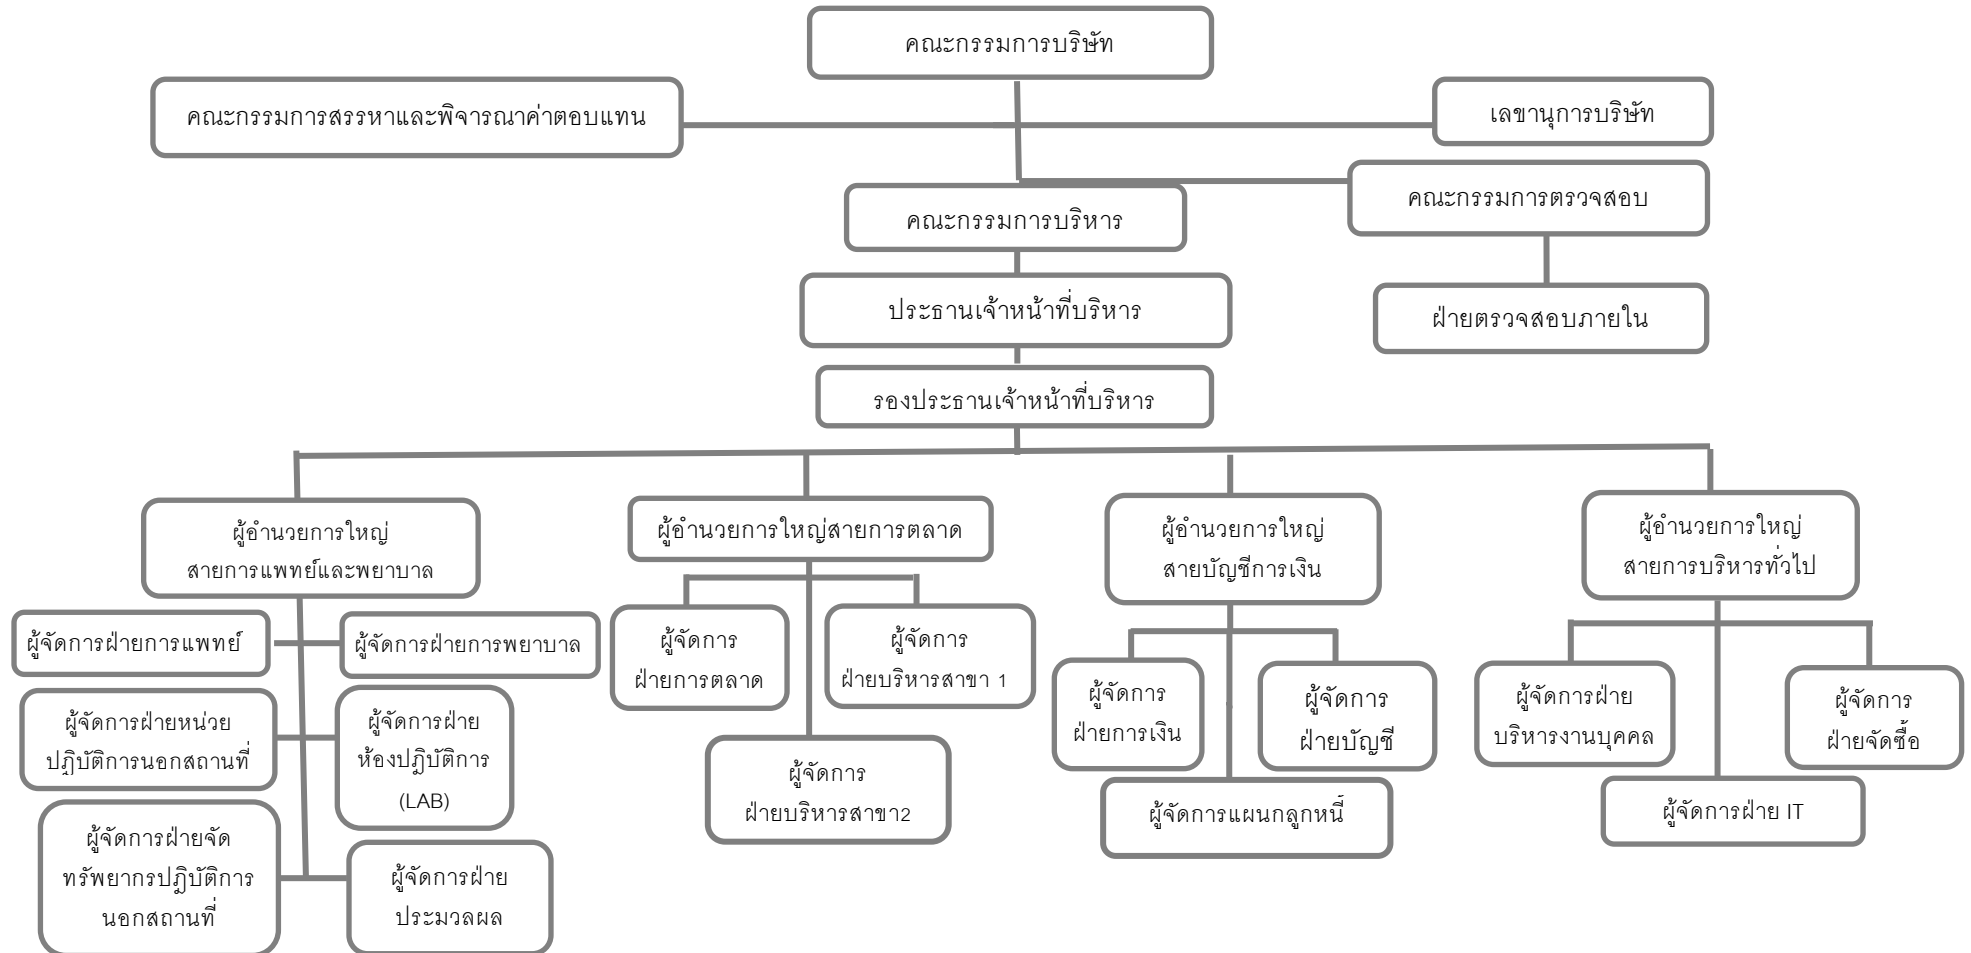 คณะกรรมการบริษัท
คณะกรรมการสรรหาและพิจารณาค่าตอบแทน
เลขานุการบริษัท
คณะกรรมการตรวจสอบ
คณะกรรมการบริหาร
ประธานเจ้าหน้าที่บริหาร
ฝ่ายตรวจสอบภายใน
รองประธานเจ้าหน้าที่บริหาร
ผู้อำนวยการใหญ่
สายการแพทย์และพยาบาล
ผู้อำนวยการใหญ่สายการตลาด
ผู้อำนวยการใหญ่
สายบัญชีการเงิน
ผู้อำนวยการใหญ่
สายการบริหารทั่วไป
ผู้จัดการฝ่ายการแพทย์
ผู้จัดการฝ่ายการพยาบาล
ผู้จัดการฝ่ายหน่วย
ปฏิบัติการนอกสถานที่
ผู้จัดการฝ่าย
ห้องปฏิบัติการ
(LAB)
ผู้จัดการฝ่ายจัด
ทรัพยากรปฏิบัติการ
นอกสถานที่
ผู้จัดการฝ่าย
ประมวลผล
ผู้จัดการ
ฝ่ายการตลาด
ผู้จัดการ
ฝ่ายบริหารสาขา 1
ผู้จัดการ
ฝ่ายบริหารสาขา2
ผู้จัดการ
ฝ่ายการเงิน
ผู้จัดการ
ฝ่ายบัญชี
ผู้จัดการแผนกลูกหนี้
ผู้จัดการฝ่าย
บริหารงานบุคคล
ผู้จัดการ
ฝ่ายจัดซื้อ
ผู้จัดการฝ่าย IT